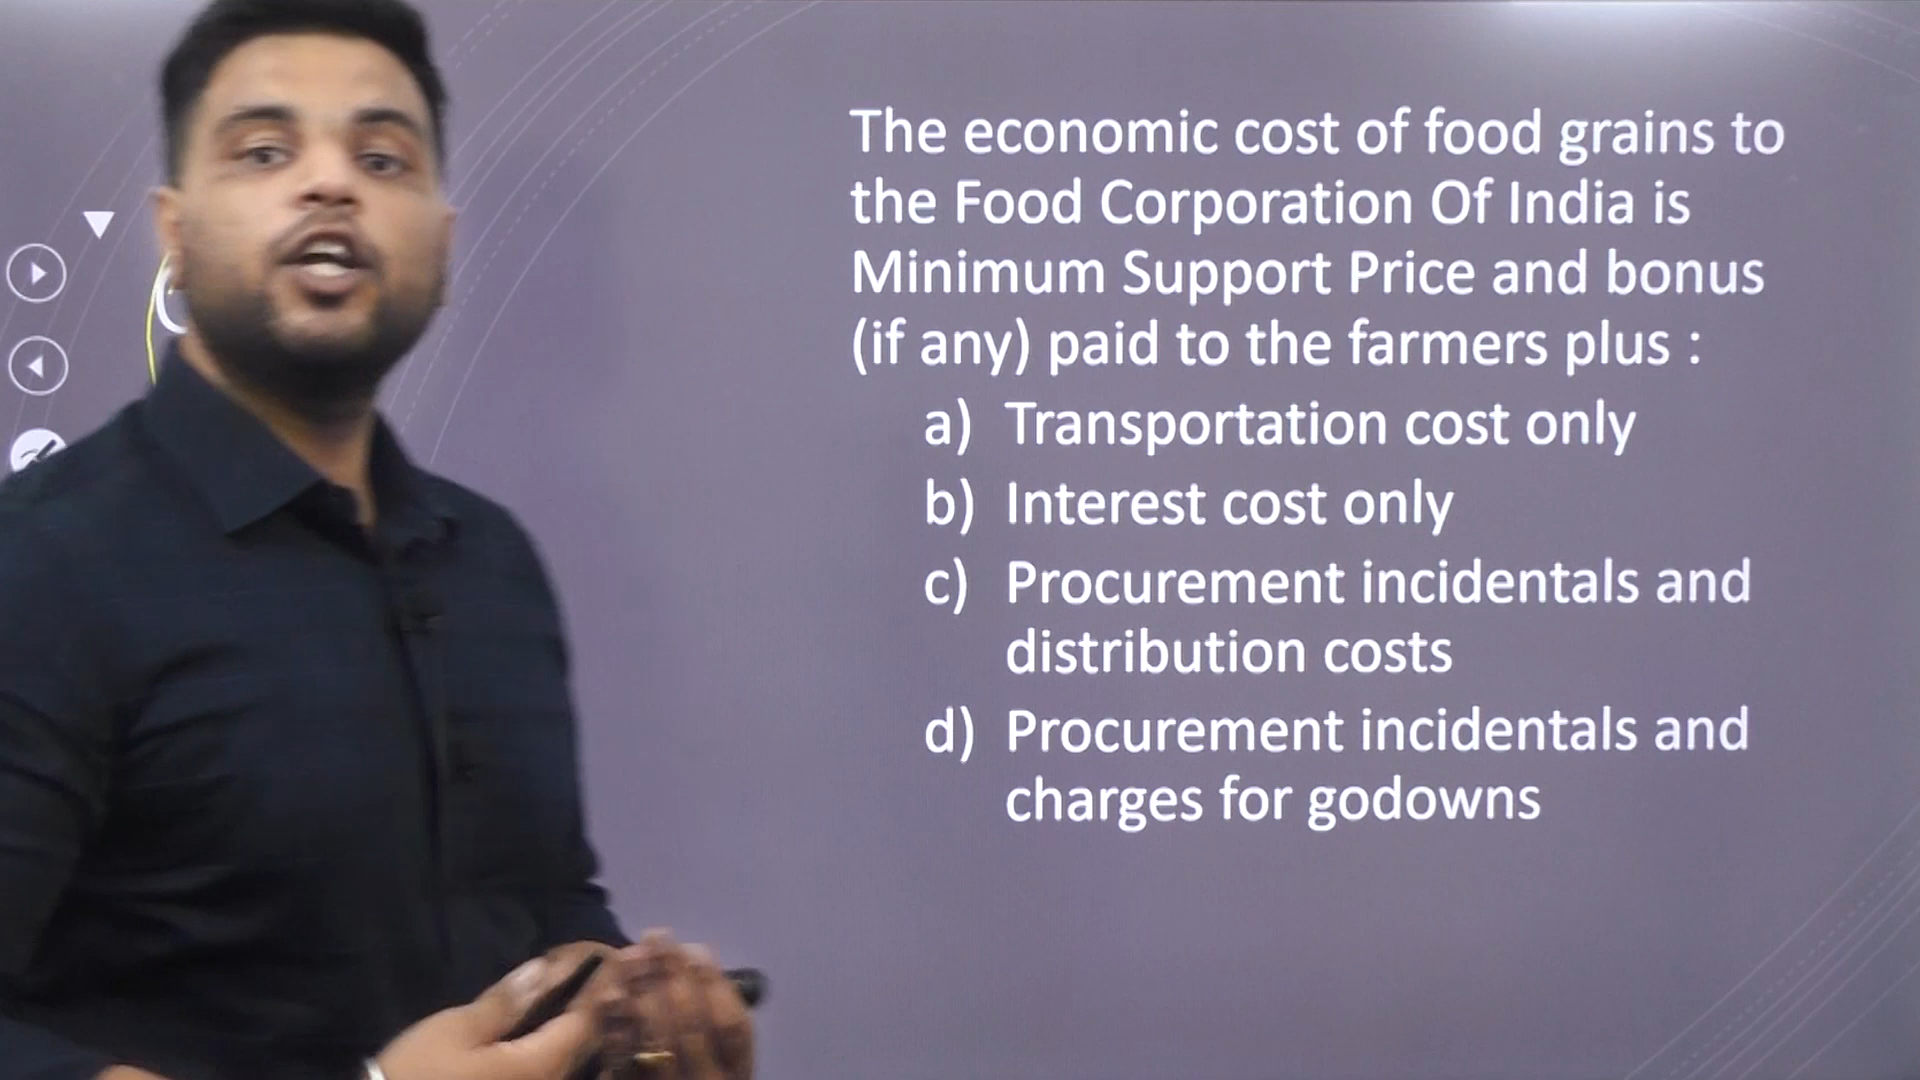 The economic cost of food grains to
the Food Corporation Of India is
Minimum Support Price and bonus
(if any) paid to the farmers plus :
a) Transportation cost only
b) Interest cost only
c) Procurement incidentals and
distribution costs
d) Procurement incidentals and
charges for godowns